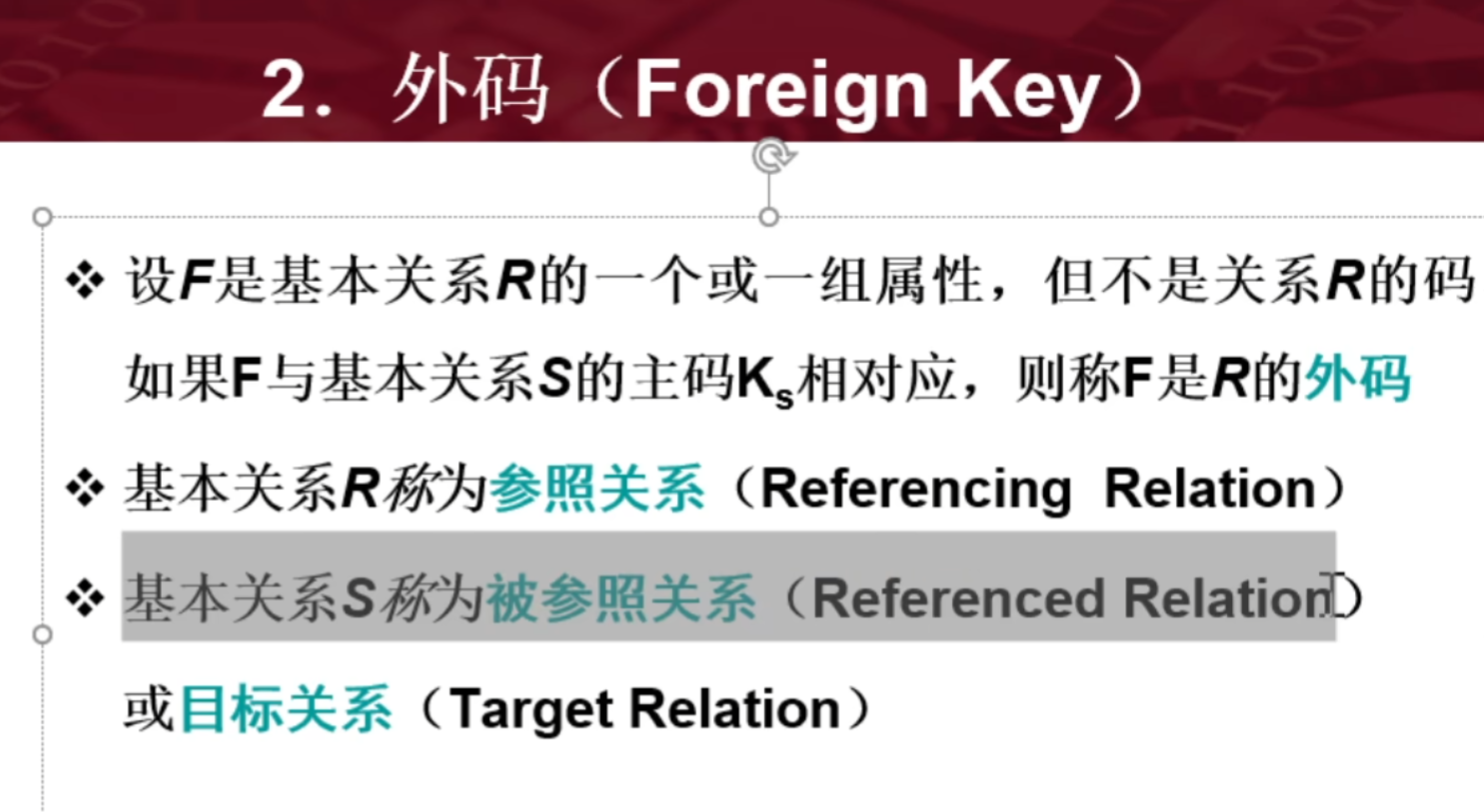 2. 外码（Foreign Key）
❖ 设F是基本关系R的一个或一组属性，但不是关系R的码
如果F与基本关系S的主码Ks相对应，则称F是R的外码
❖ 基本关系R称为参照关系（Referencing Relation）
❖ 基本关系S称为被参照关系（Referenced Relation）
或目标关系（Target Relation）